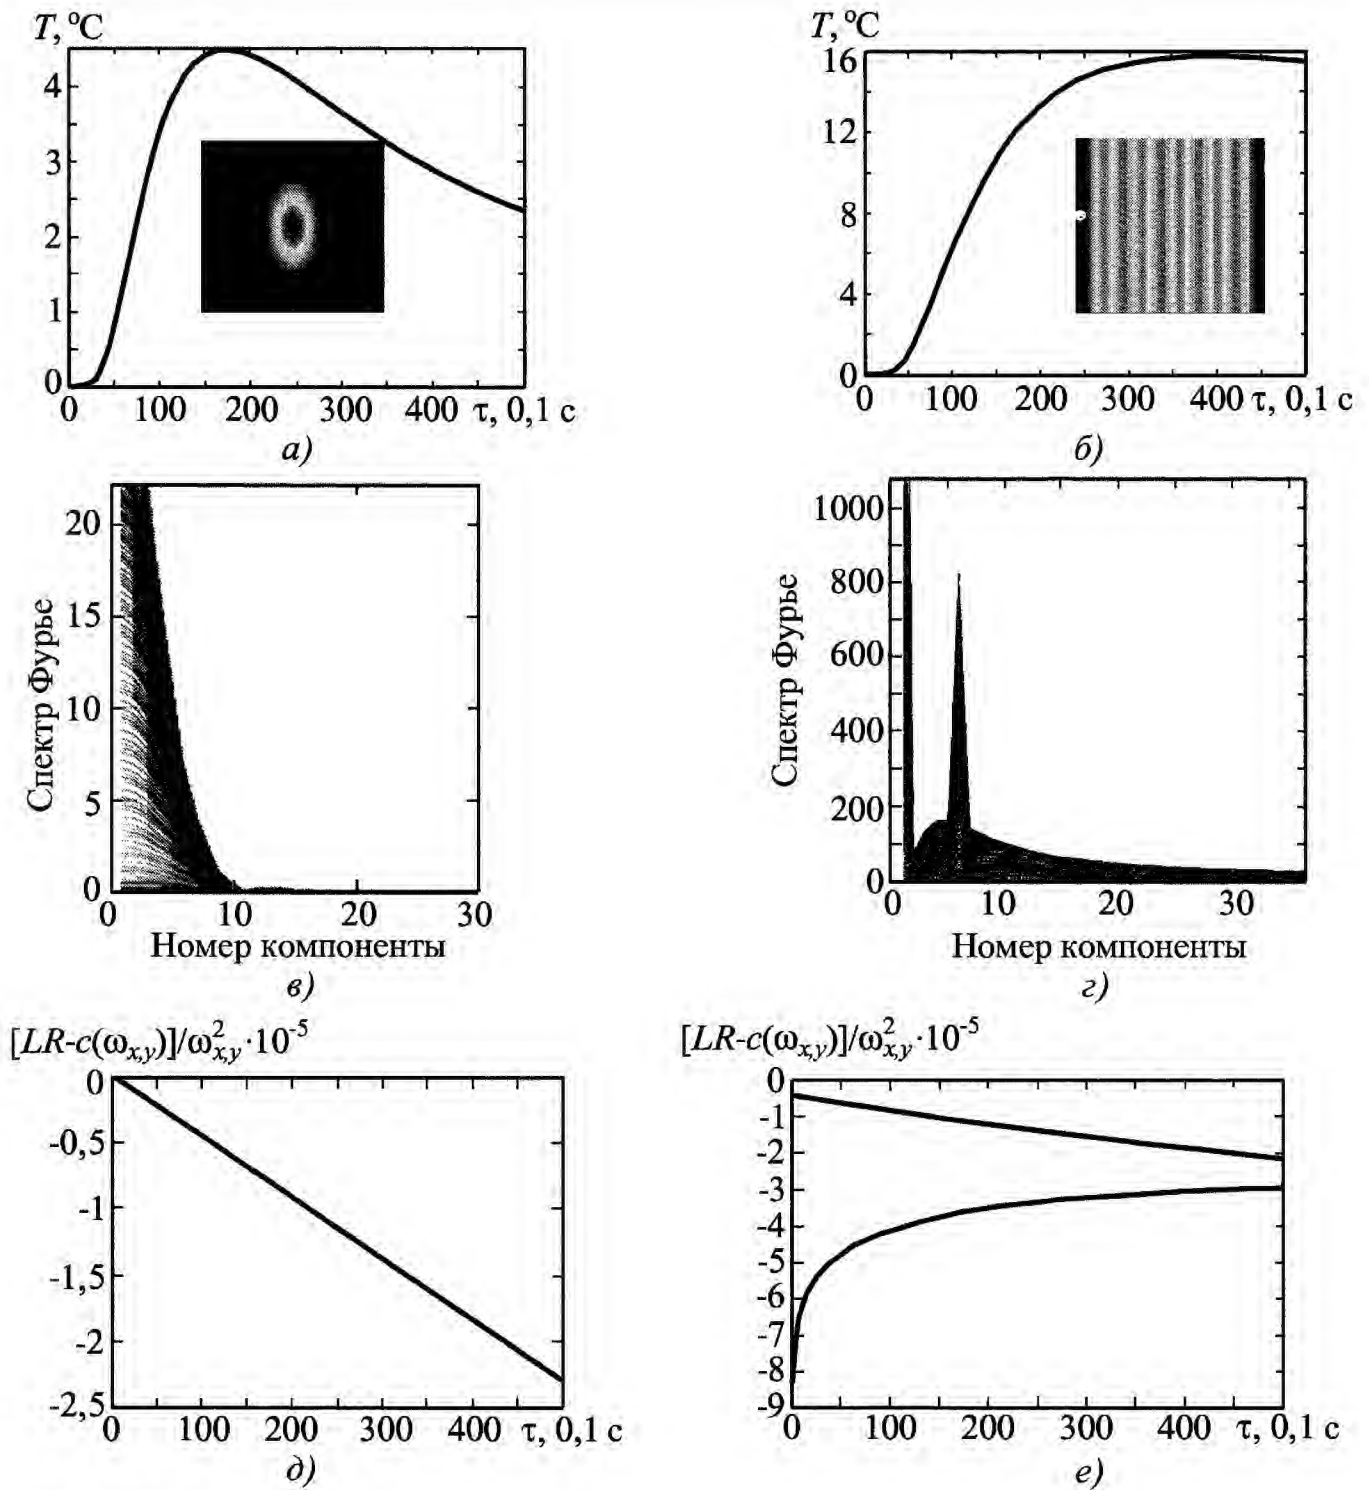 T, °C
4
3
2
1
0
0 100 200 300 400 τ, 0,1 с
а)
T, °C
16
12
8
4
0
0 100 200 300 400 τ, 0,1 с
б)
Спектр Фурье
20
15
10
5
0
0 10 20 30
Номер компоненты
в)
Спектр Фурье
1000
800
600
400
200
0
0 10 20 30
Номер компоненты
г)
[LR-c(ω_{x,y})]/ω²_{x,y}·10⁻⁵
0
-0,5
-1
-1,5
-2
-2,5
0 100 200 300 400 τ, 0,1 с
д)
[LR-c(ω_{x,y})]/ω²_{x,y}·10⁻⁵
0
-1
-2
-3
-4
-5
-6
-7
-8
-9
0 100 200 300 400 τ, 0,1 с
е)